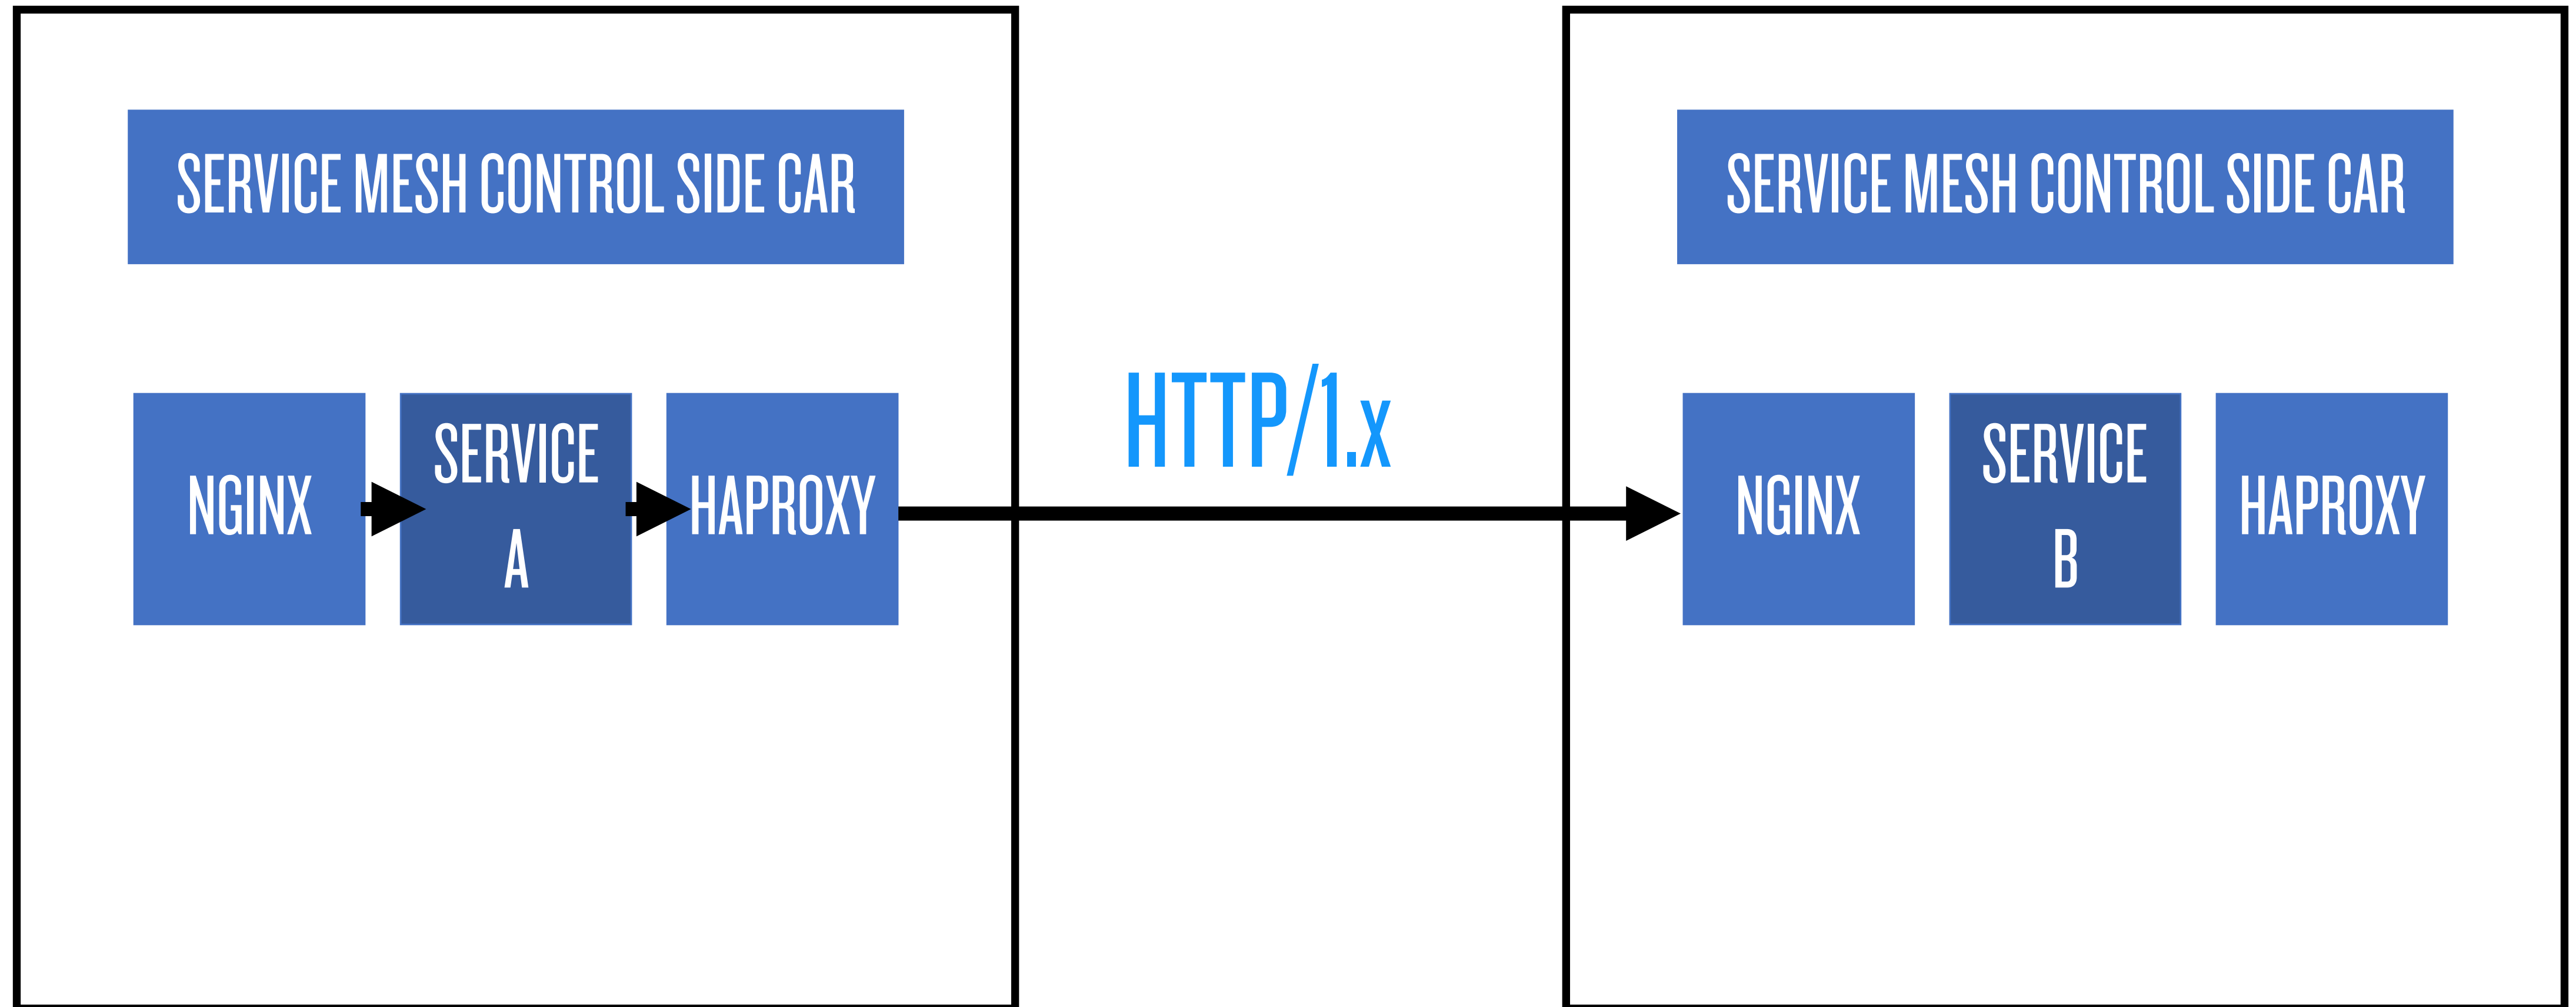 SERVICE MESH CONTROL SIDE CAR
NGINX
SERVICE
A
HAPROXY
HTTP/1.x
SERVICE MESH CONTROL SIDE CAR
NGINX
SERVICE
B
HAPROXY